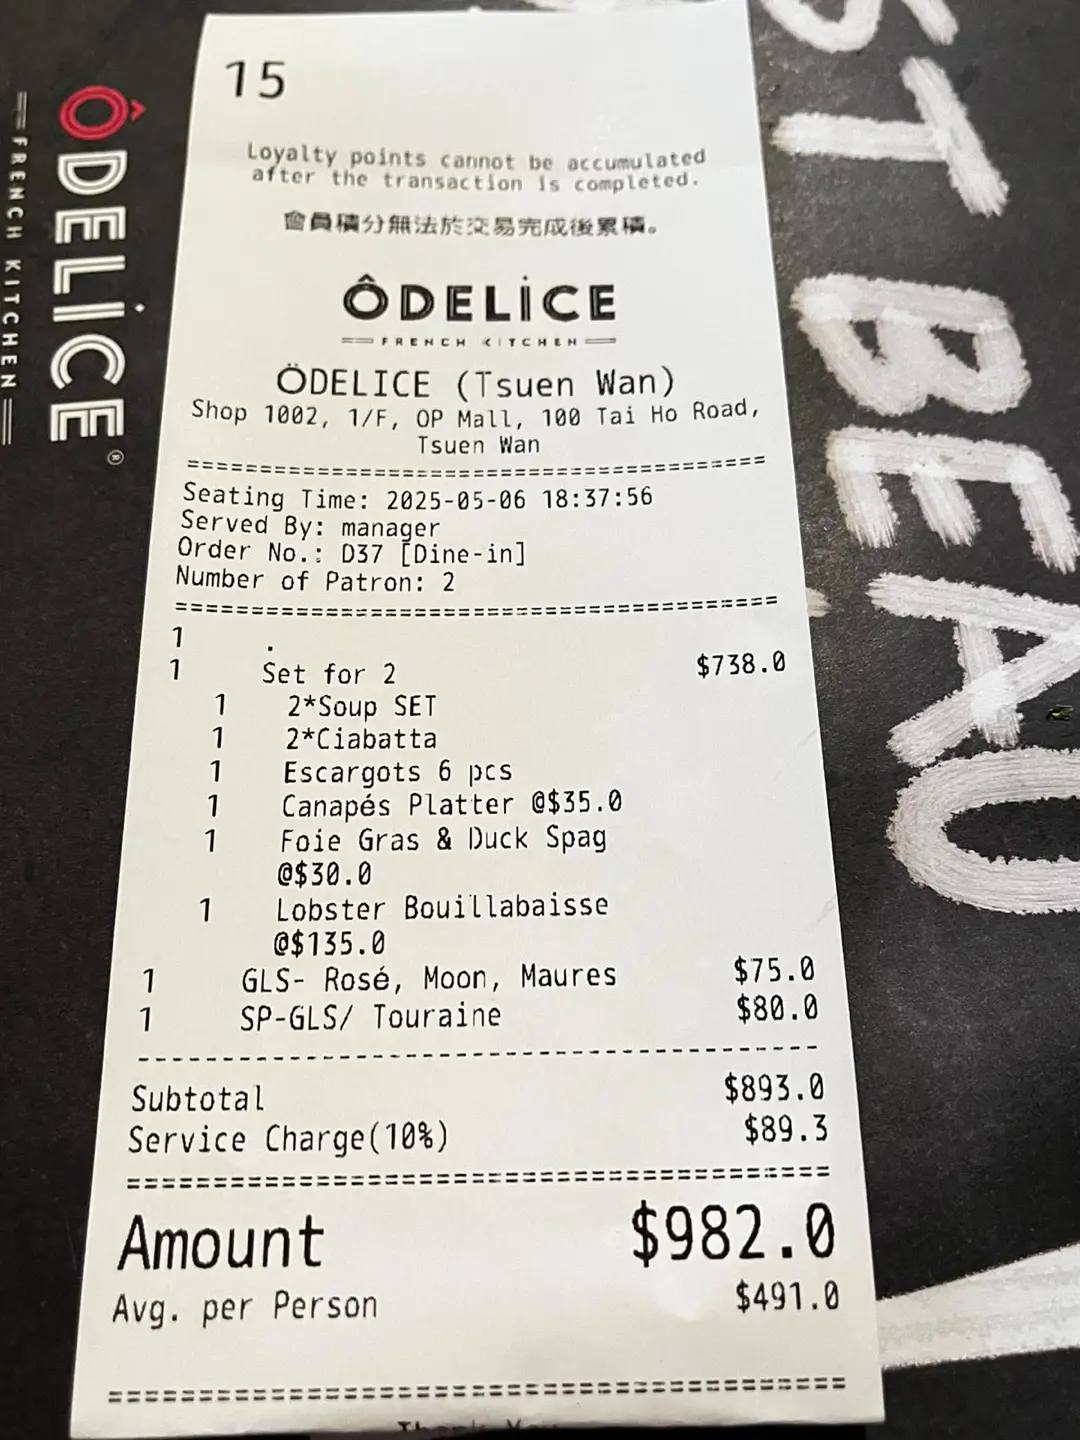 15
Loyalty points cannot be accumulated
after the transaction is completed.
會員積分無法於交易完成後累積。
ÔDELİCE
FRENCH KITCHEN
ÖDELICE (Tsuen Wan)
Shop 1002, 1/F, OP Mall, 100 Tai Ho Road,
Tsuen Wan
Seating Time: 2025-05-06 18:37:56
Served By: manager
Order No.: D37 [Dine-in]
Number of Patron: 2
1 .
1 Set for 2 $738.0
1 2*Soup SET
1 2*Ciabatta
1 Escargots 6 pcs
1 Canapés Platter @$35.0
1 Foie Gras & Duck Spag
@$30.0
1 Lobster Bouillabaisse
@$135.0
1 GLS- Rosé, Moon, Maures $75.0
1 SP-GLS/ Touraine $80.0
Subtotal $893.0
Service Charge(10%) $89.3
Amount $982.0
Avg. per Person $491.0
ÔDELİCE®
FRENCH KITCHEN
ST BEAU